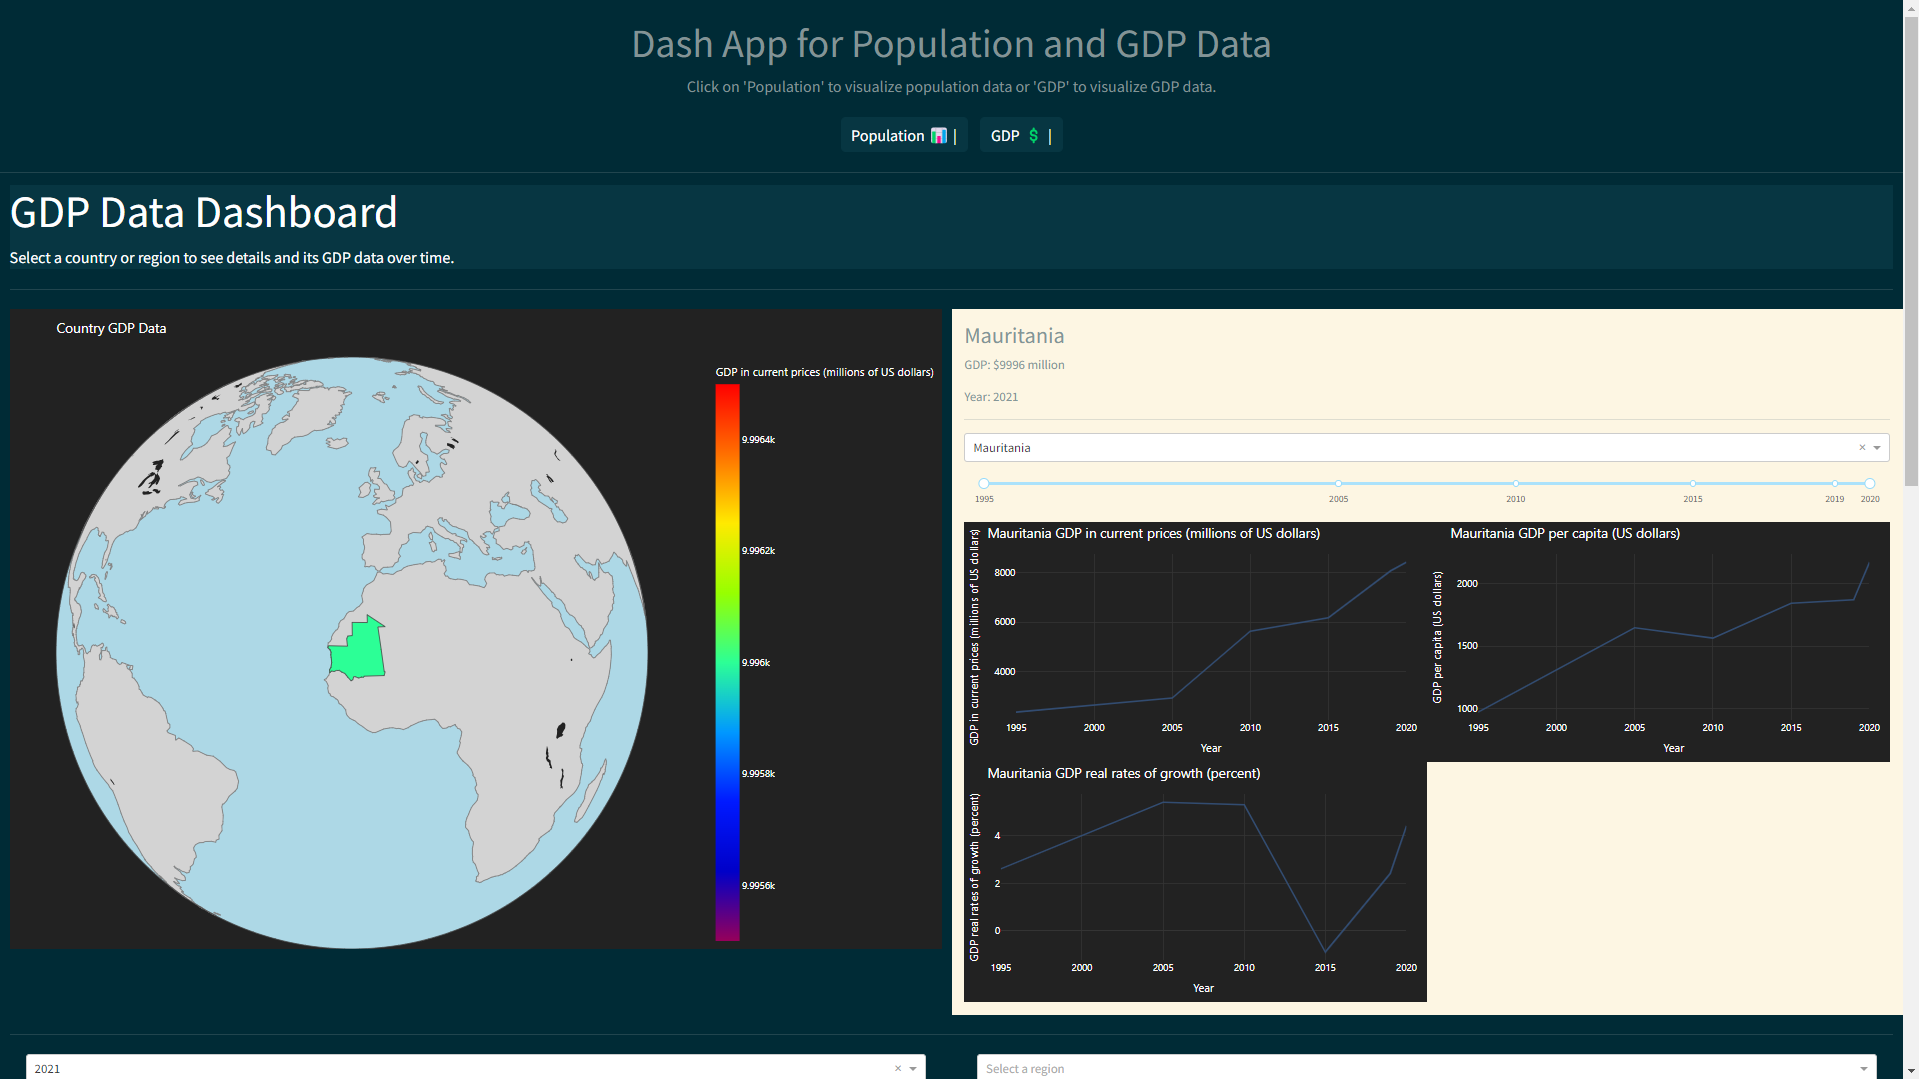 Dash App for Population and GDP Data
Click on 'Population' to visualize population data or 'GDP' to visualize GDP data.
Population 📊 |
GDP 💲 |
GDP Data Dashboard
Select a country or region to see details and its GDP data over time.
Country GDP Data
GDP in current prices (millions of US dollars)
9.9964k
9.9962k
9.996k
9.9958k
9.9956k
Mauritania
GDP: $9996 million
Year: 2021
Mauritania
1995 2005 2010 2015 2019 2020
Mauritania GDP in current prices (millions of US dollars)
GDP in current prices (millions of US dollars)
8000
6000
4000
1995 2000 2005 2010 2015 2020
Year
Mauritania GDP per capita (US dollars)
GDP per capita (US dollars)
2000
1500
1000
1995 2000 2005 2010 2015 2020
Year
Mauritania GDP real rates of growth (percent)
GDP real rates of growth (percent)
4
2
0
1995 2000 2005 2010 2015 2020
Year
2021
Select a region